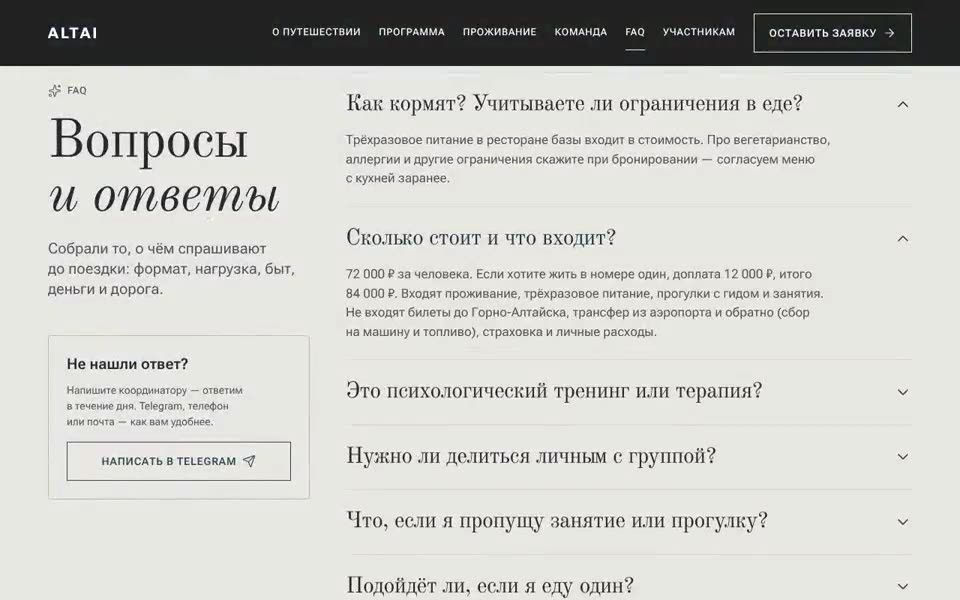 ALTAI
О ПУТЕШЕСТВИИ
ПРОГРАММА
ПРОЖИВАНИЕ
КОМАНДА
FAQ
УЧАСТНИКАМ
ОСТАВИТЬ ЗАЯВКУ
FAQ
Вопросы
и ответы
Собрали то, о чём спрашивают
до поездки: формат, нагрузка, быт,
деньги и дорога.
Не нашли ответ?
Напишите координатору — ответим
в течение дня. Telegram, телефон
или почта — как вам удобнее.
НАПИСАТЬ В TELEGRAM
Как кормят? Учитываете ли ограничения в еде?
Трёхразовое питание в ресторане базы входит в стоимость. Про вегетарианство,
аллергии и другие ограничения скажите при бронировании — согласуем меню
с кухней заранее.
Сколько стоит и что входит?
72 000 ₽ за человека. Если хотите жить в номере один, доплата 12 000 ₽, итого
84 000 ₽. Входят проживание, трёхразовое питание, прогулки с гидом и занятия.
Не входят билеты до Горно-Алтайска, трансфер из аэропорта и обратно (сбор
на машину и топливо), страховка и личные расходы.
Это психологический тренинг или терапия?
Нужно ли делиться личным с группой?
Что, если я пропущу занятие или прогулку?
Подойдёт ли, если я еду один?